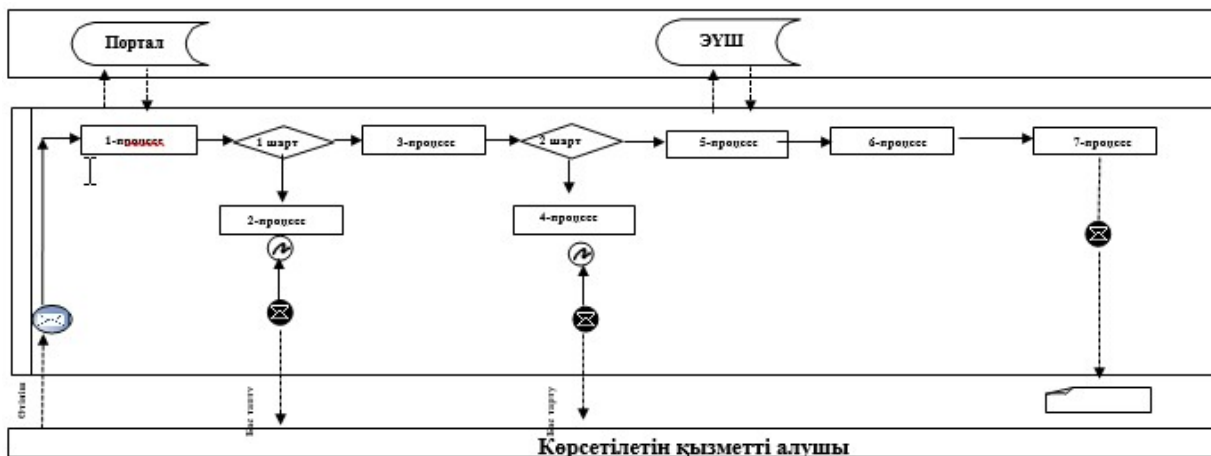 Портал
ЭҮШ
1-процесс
1 шарт
3-процесс
2 шарт
5-процесс
6-процесс
7-процесс
2-процесс
4-процесс
Өтініш
Бас тарту
Бас тарту
Көрсетілетін қызметті алушы